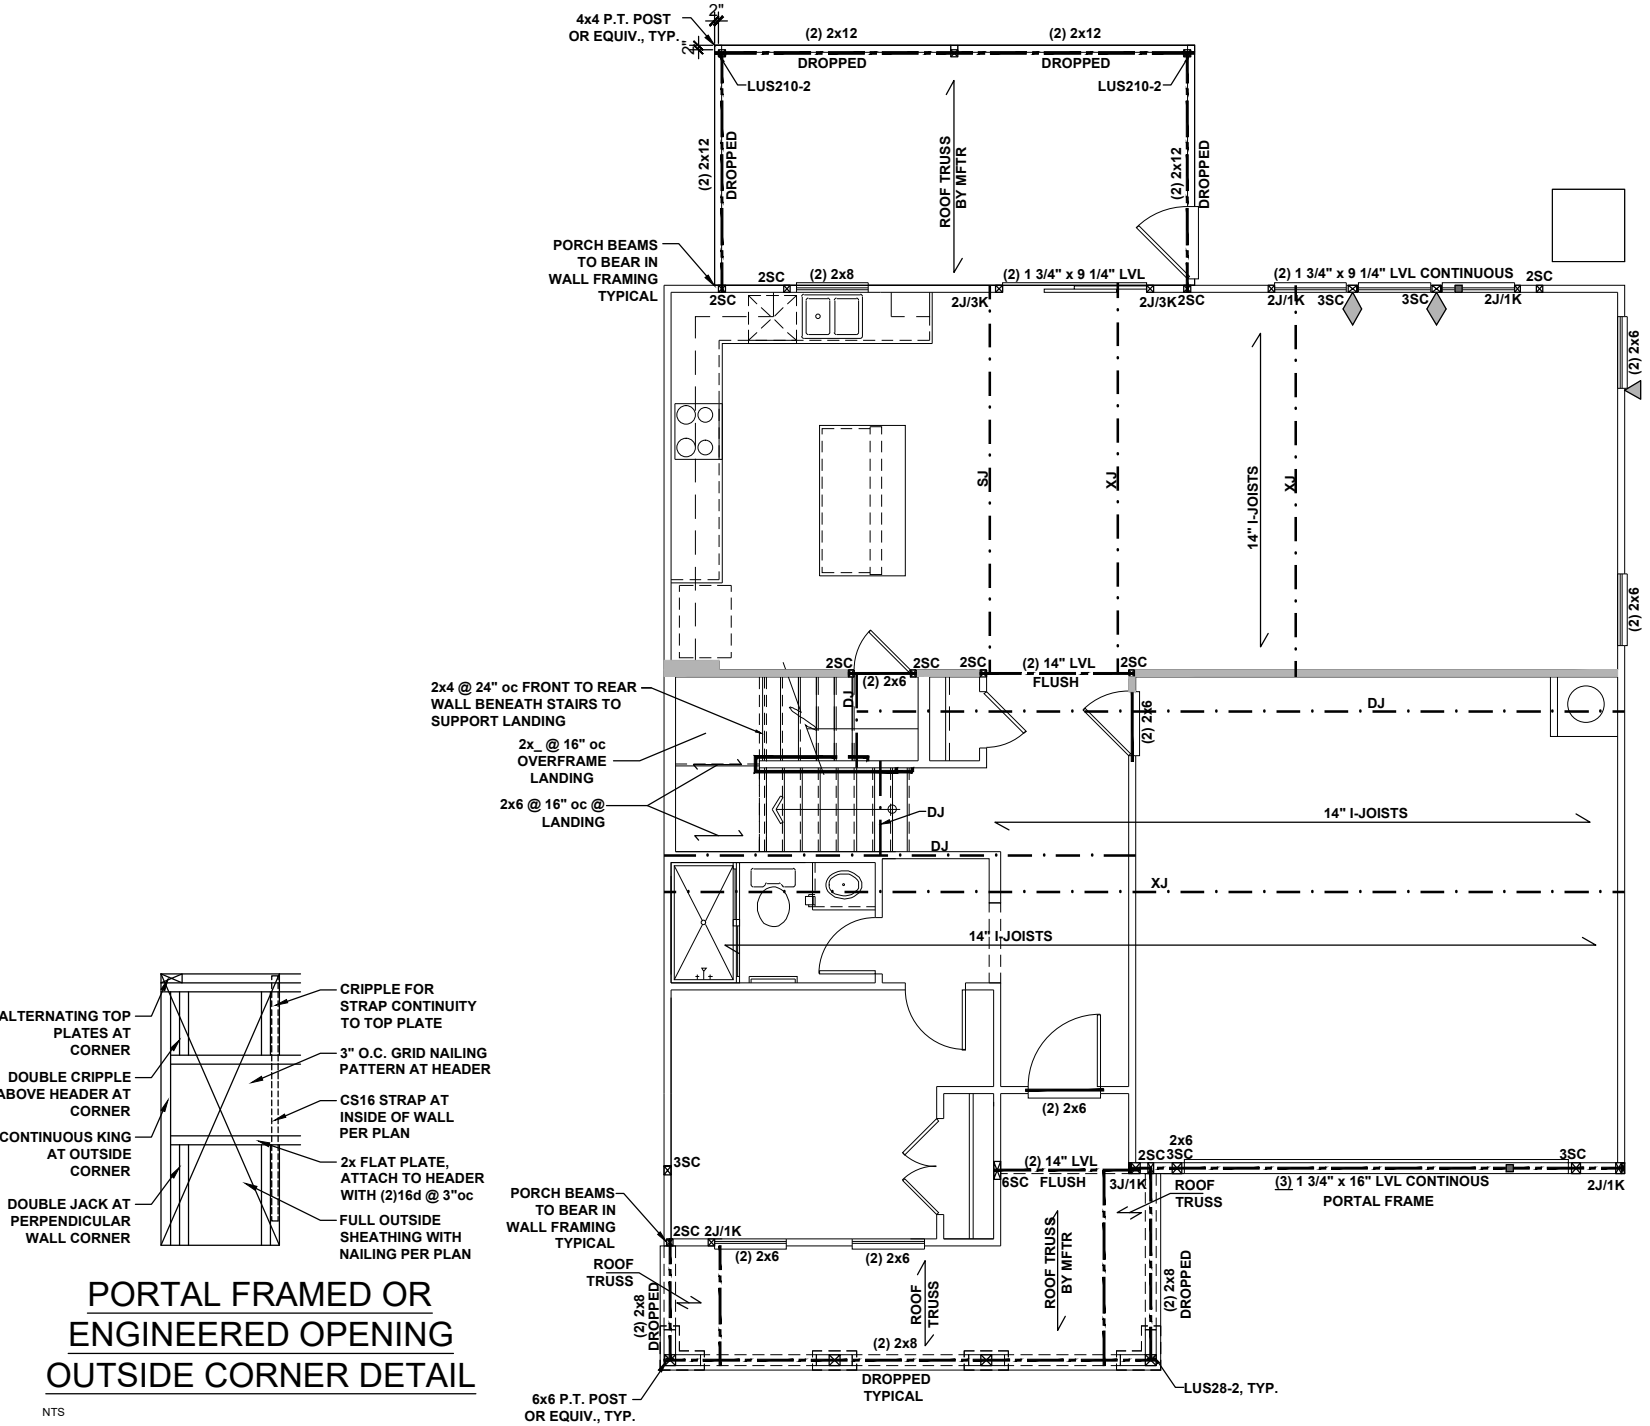 2"
4x4 P.T. POST
OR EQUIV., TYP.
2"
(2) 2x12
(2) 2x12
DROPPED
DROPPED
LUS210-2
LUS210-2
(2) 2x12
DROPPED
ROOF TRUSS
BY MFTR
(2) 2x12
DROPPED
PORCH BEAMS
TO BEAR IN
WALL FRAMING
TYPICAL
2SC
(2) 2x8
(2) 1 3/4" x 9 1/4" LVL
(2) 1 3/4" x 9 1/4" LVL CONTINUOUS
2SC
2SC
2J/3K
2J/3K
2SC
2J/1K
3SC
3SC
2J/1K
(2) 2x6
SJ
XJ
14" I-JOISTS
XJ
(2) 2x6
2SC
2SC
2SC
(2) 14" LVL
2SC
(2) 2x6
FLUSH
2x4 @ 24" oc FRONT TO REAR
WALL BENEATH STAIRS TO
SUPPORT LANDING
DJ
DJ
(2) 2x6
2x_ @ 16" oc
OVERFRAME
LANDING
2x6 @ 16" oc @
LANDING
DJ
14" I-JOISTS
DJ
XJ
14" I-JOISTS
ALTERNATING TOP
PLATES AT
CORNER
DOUBLE CRIPPLE
ABOVE HEADER AT
CORNER
CONTINUOUS KING
AT OUTSIDE
CORNER
DOUBLE JACK AT
PERPENDICULAR
WALL CORNER
CRIPPLE FOR
STRAP CONTINUITY
TO TOP PLATE
3" O.C. GRID NAILING
PATTERN AT HEADER
CS16 STRAP AT
INSIDE OF WALL
PER PLAN
2x FLAT PLATE,
ATTACH TO HEADER
WITH (2)16d @ 3"oc
FULL OUTSIDE
SHEATHING WITH
NAILING PER PLAN
(2) 2x6
3SC
6SC
(2) 14" LVL
FLUSH
2x6
2SC
3SC
3J/1K
3SC
2J/1K
(3) 1 3/4" x 16" LVL CONTINOUS
PORTAL FRAME
ROOF
TRUSS
PORCH BEAMS
TO BEAR IN
WALL FRAMING
TYPICAL
2SC
2J/1K
(2) 2x6
(2) 2x6
ROOF
TRUSS
(2) 2x8
DROPPED
ROOF
TRUSS
ROOF TRUSS
BY MFTR
(2) 2x8
DROPPED
(2) 2x8
DROPPED
TYPICAL
LUS28-2, TYP.
6x6 P.T. POST
OR EQUIV., TYP.
PORTAL FRAMED OR
ENGINEERED OPENING
OUTSIDE CORNER DETAIL
NTS